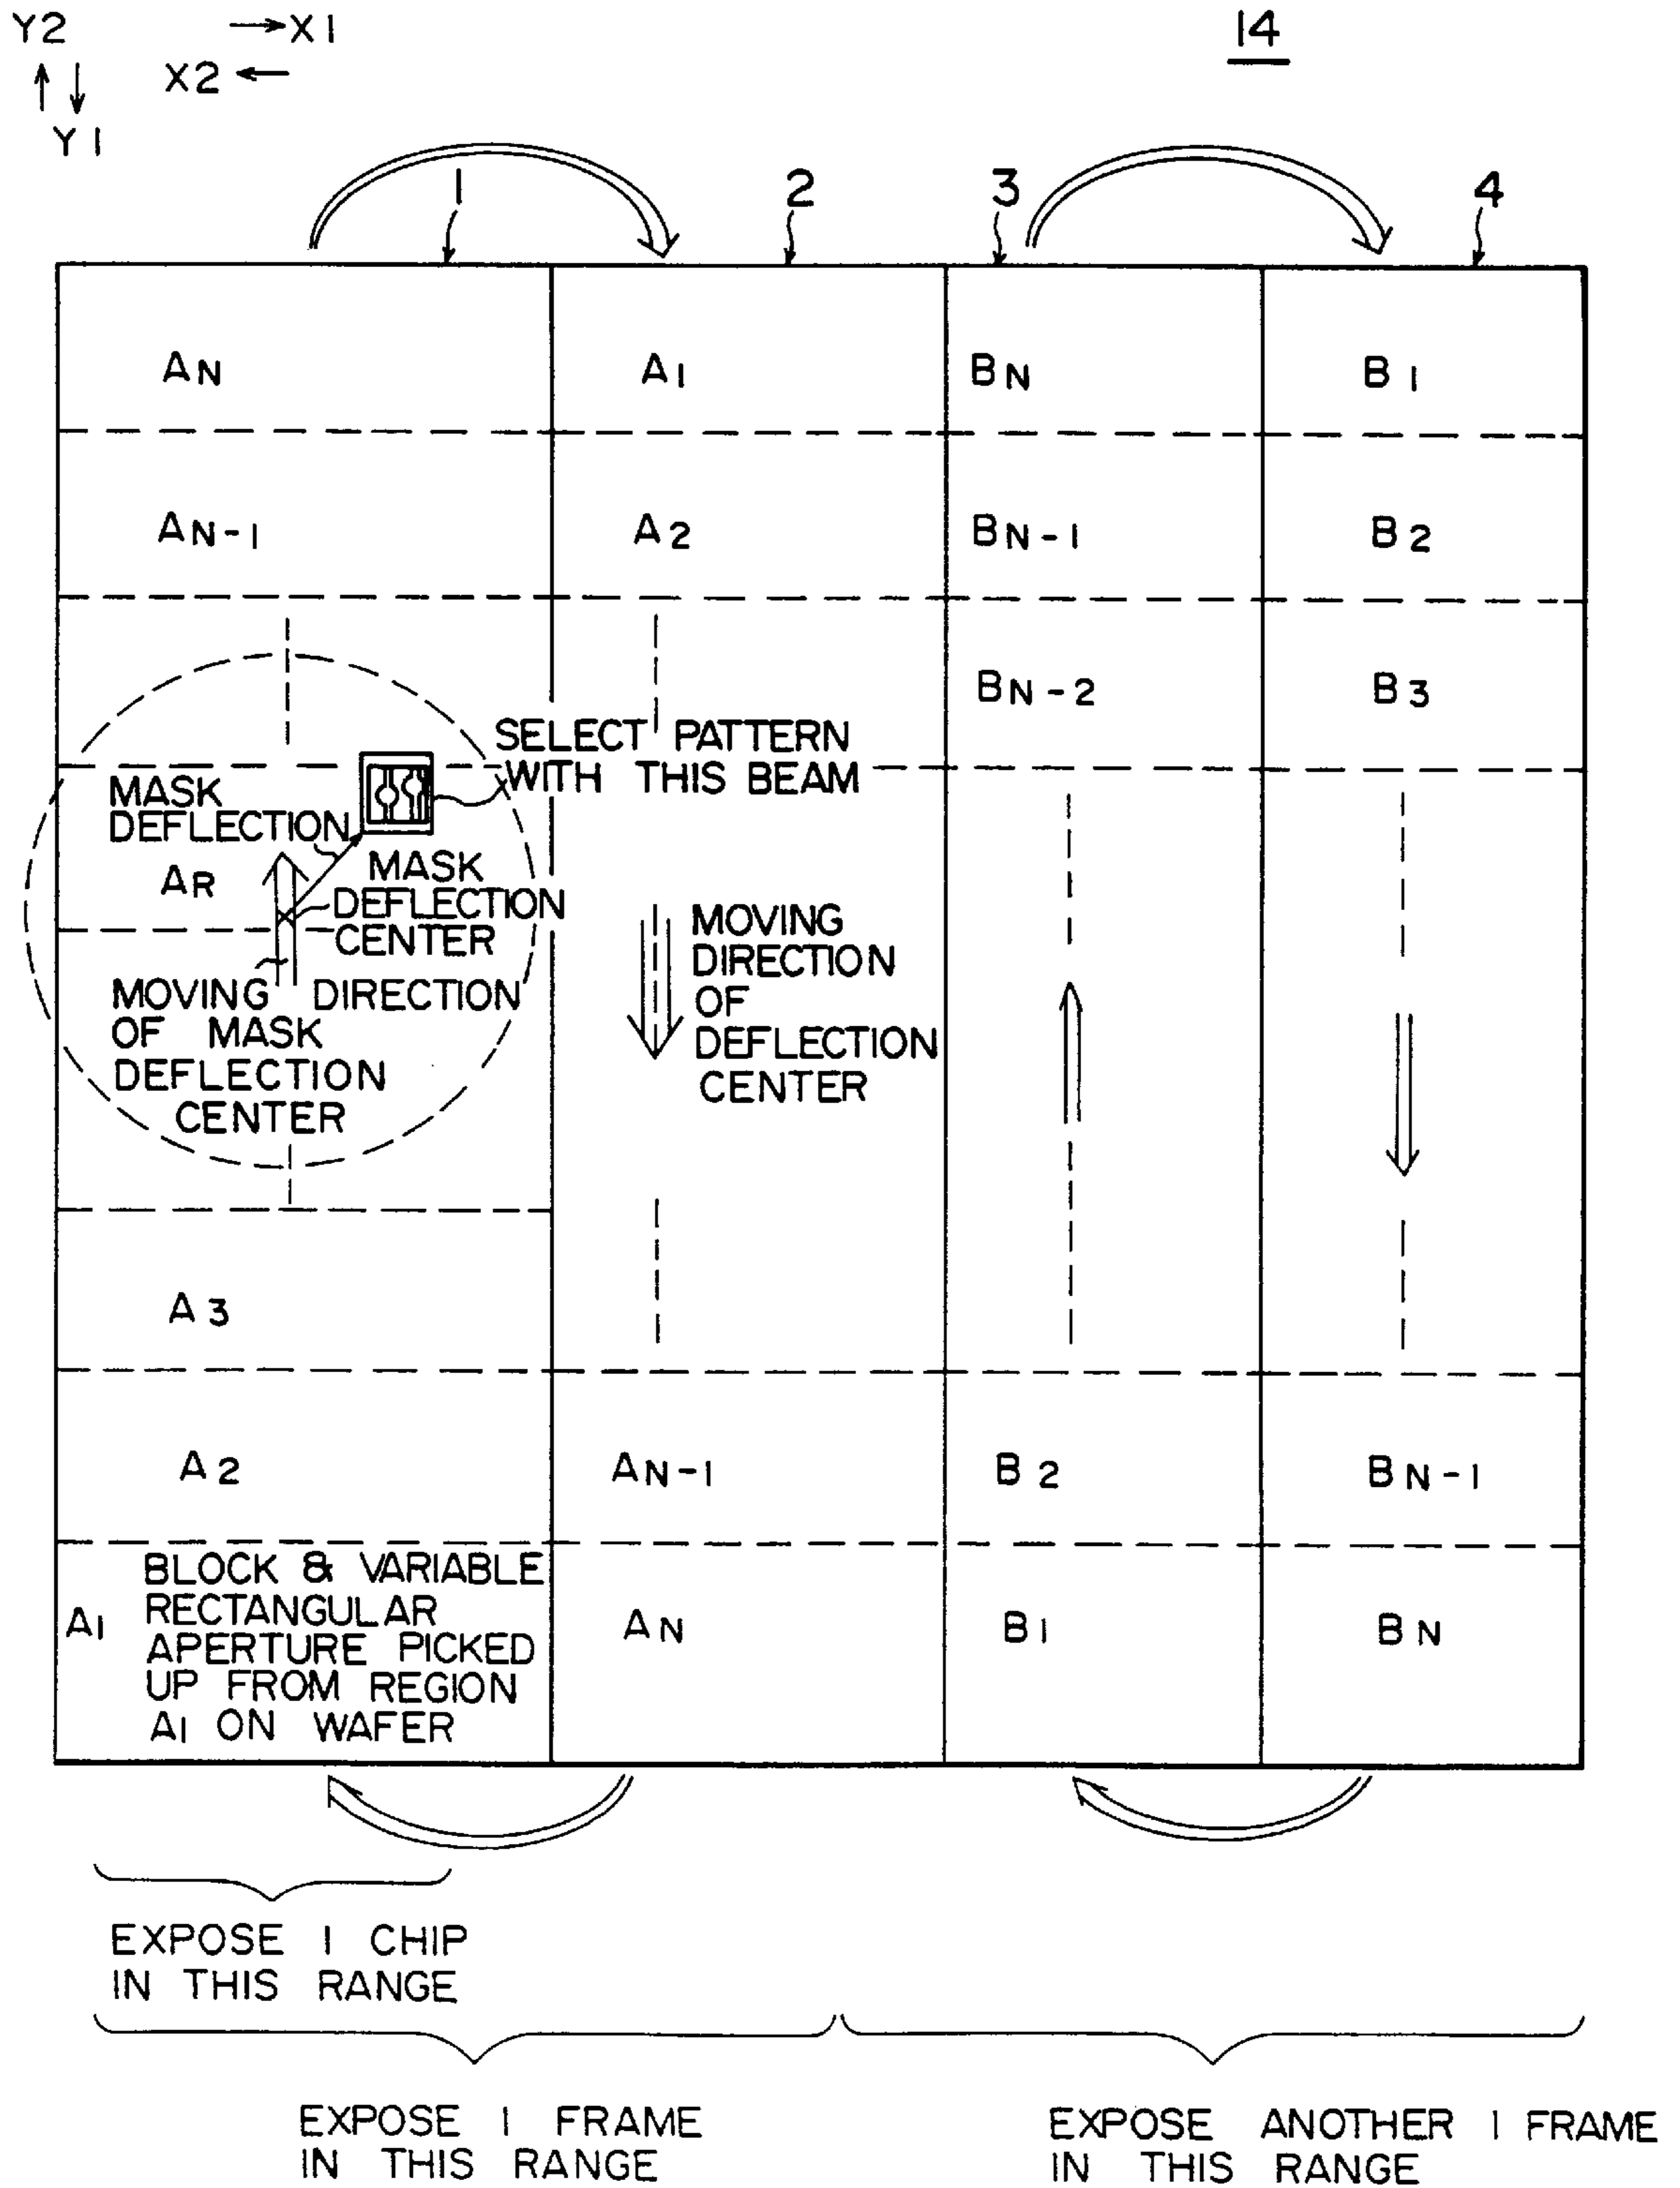 Y2 → X1
X2 ←
Y1
14
1 2 3 4
AN A1 BN B1
AN-1 A2 BN-1 B2
BN-2 B3
SELECT PATTERN
WITH THIS BEAM
MASK
DEFLECTION
AR
MASK
DEFLECTION
CENTER
MOVING DIRECTION
OF MASK
DEFLECTION
CENTER
MOVING
DIRECTION
OF
DEFLECTION
CENTER
A3
A2 AN-1 B2 BN-1
A1
BLOCK & VARIABLE
RECTANGULAR
APERTURE PICKED
UP FROM REGION
A1 ON WAFER
AN B1 BN
EXPOSE 1 CHIP
IN THIS RANGE
EXPOSE 1 FRAME
IN THIS RANGE
EXPOSE ANOTHER 1 FRAME
IN THIS RANGE